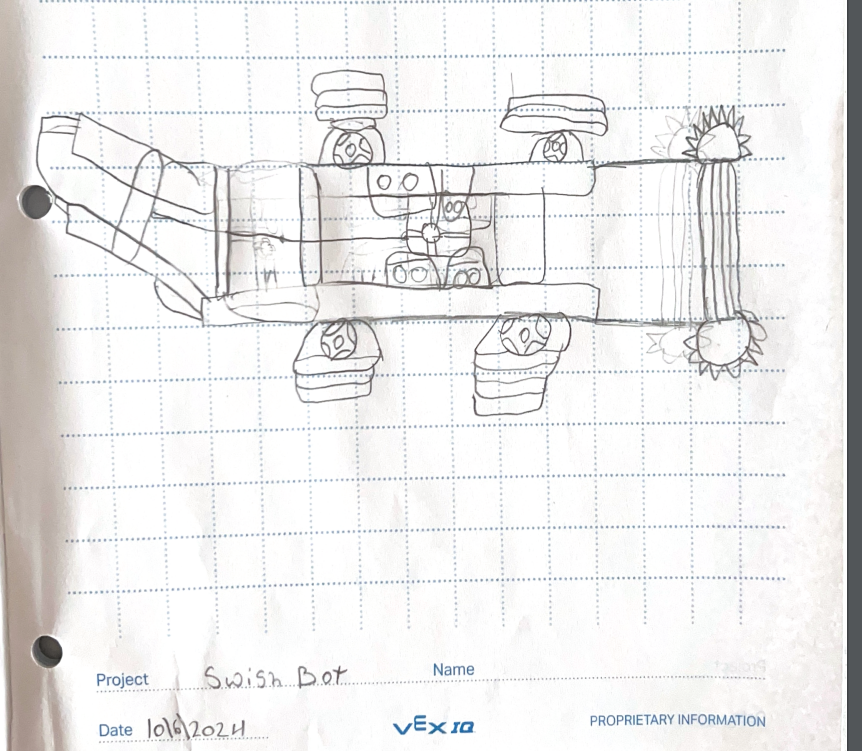 Project Swish Bot Name
Date 10/6/2024 VEX IQ PROPRIETARY INFORMATION